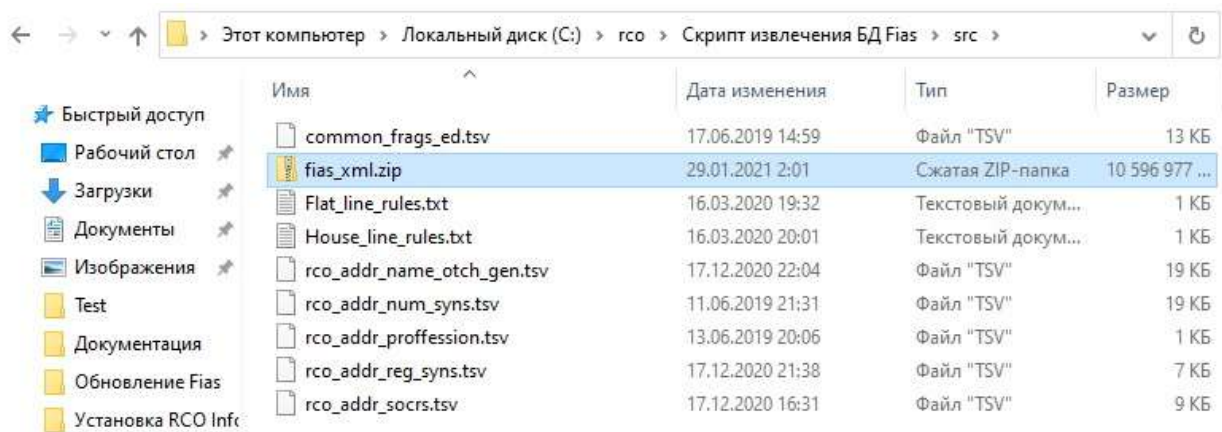 Этот компьютер > Локальный диск (C:) > rco > Скрипт извлечения БД Fias > src >
Имя Дата изменения Тип Размер
Быстрый доступ
Рабочий стол
Загрузки
Документы
Изображения
Test
Документация
Обновление Fias
Установка RCO Infc
common_frags_ed.tsv 17.06.2019 14:59 Файл "TSV" 13 КБ
fias_xml.zip 29.01.2021 2:01 Сжатая ZIP-папка 10 596 977 ...
Flat_line_rules.txt 16.03.2020 19:32 Текстовый докум... 1 КБ
House_line_rules.txt 16.03.2020 20:01 Текстовый докум... 1 КБ
rco_addr_name_otch_gen.tsv 17.12.2020 22:04 Файл "TSV" 19 КБ
rco_addr_num_syns.tsv 11.06.2019 21:31 Файл "TSV" 19 КБ
rco_addr_proffession.tsv 13.06.2019 20:06 Файл "TSV" 1 КБ
rco_addr_reg_syns.tsv 17.12.2020 21:38 Файл "TSV" 7 КБ
rco_addr_socrs.tsv 17.12.2020 16:31 Файл "TSV" 9 КБ